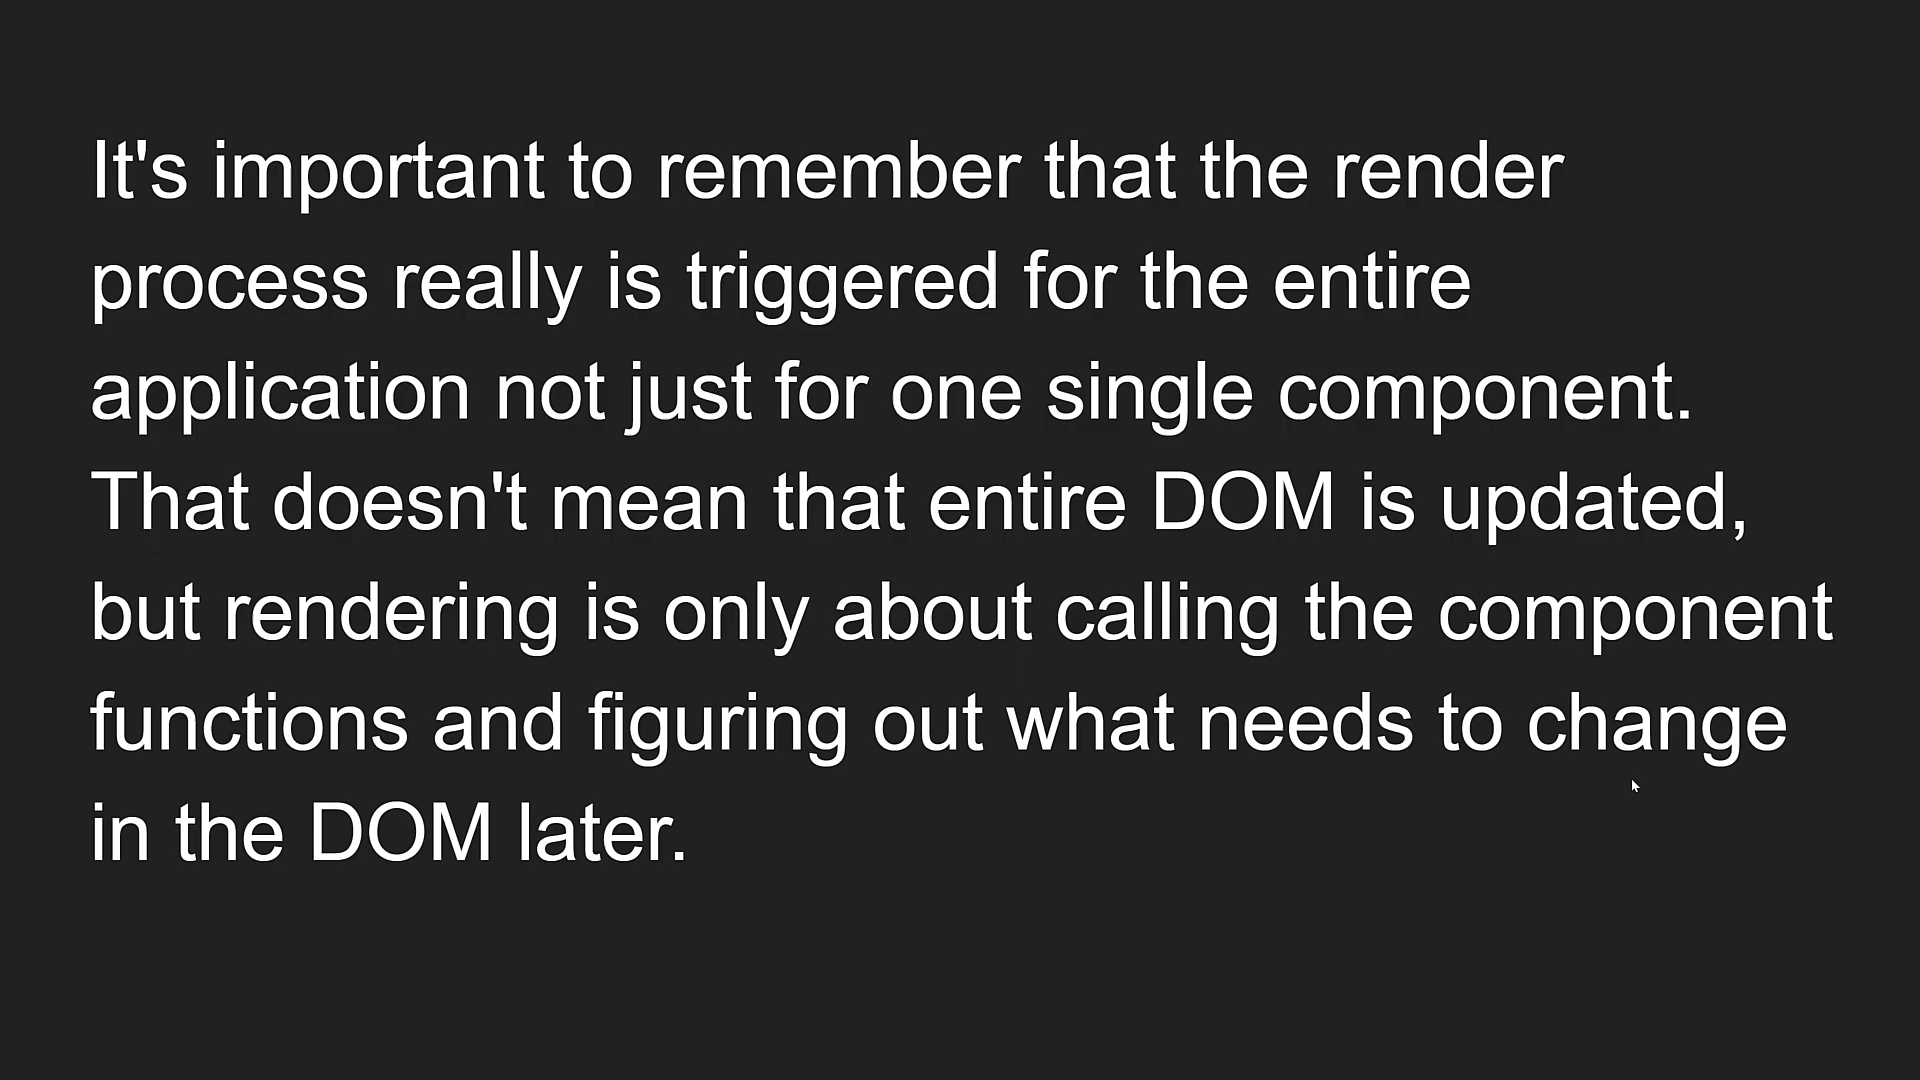 It's important to remember that the render
process really is triggered for the entire
application not just for one single component.
That doesn't mean that entire DOM is updated,
but rendering is only about calling the component
functions and figuring out what needs to change
in the DOM later.